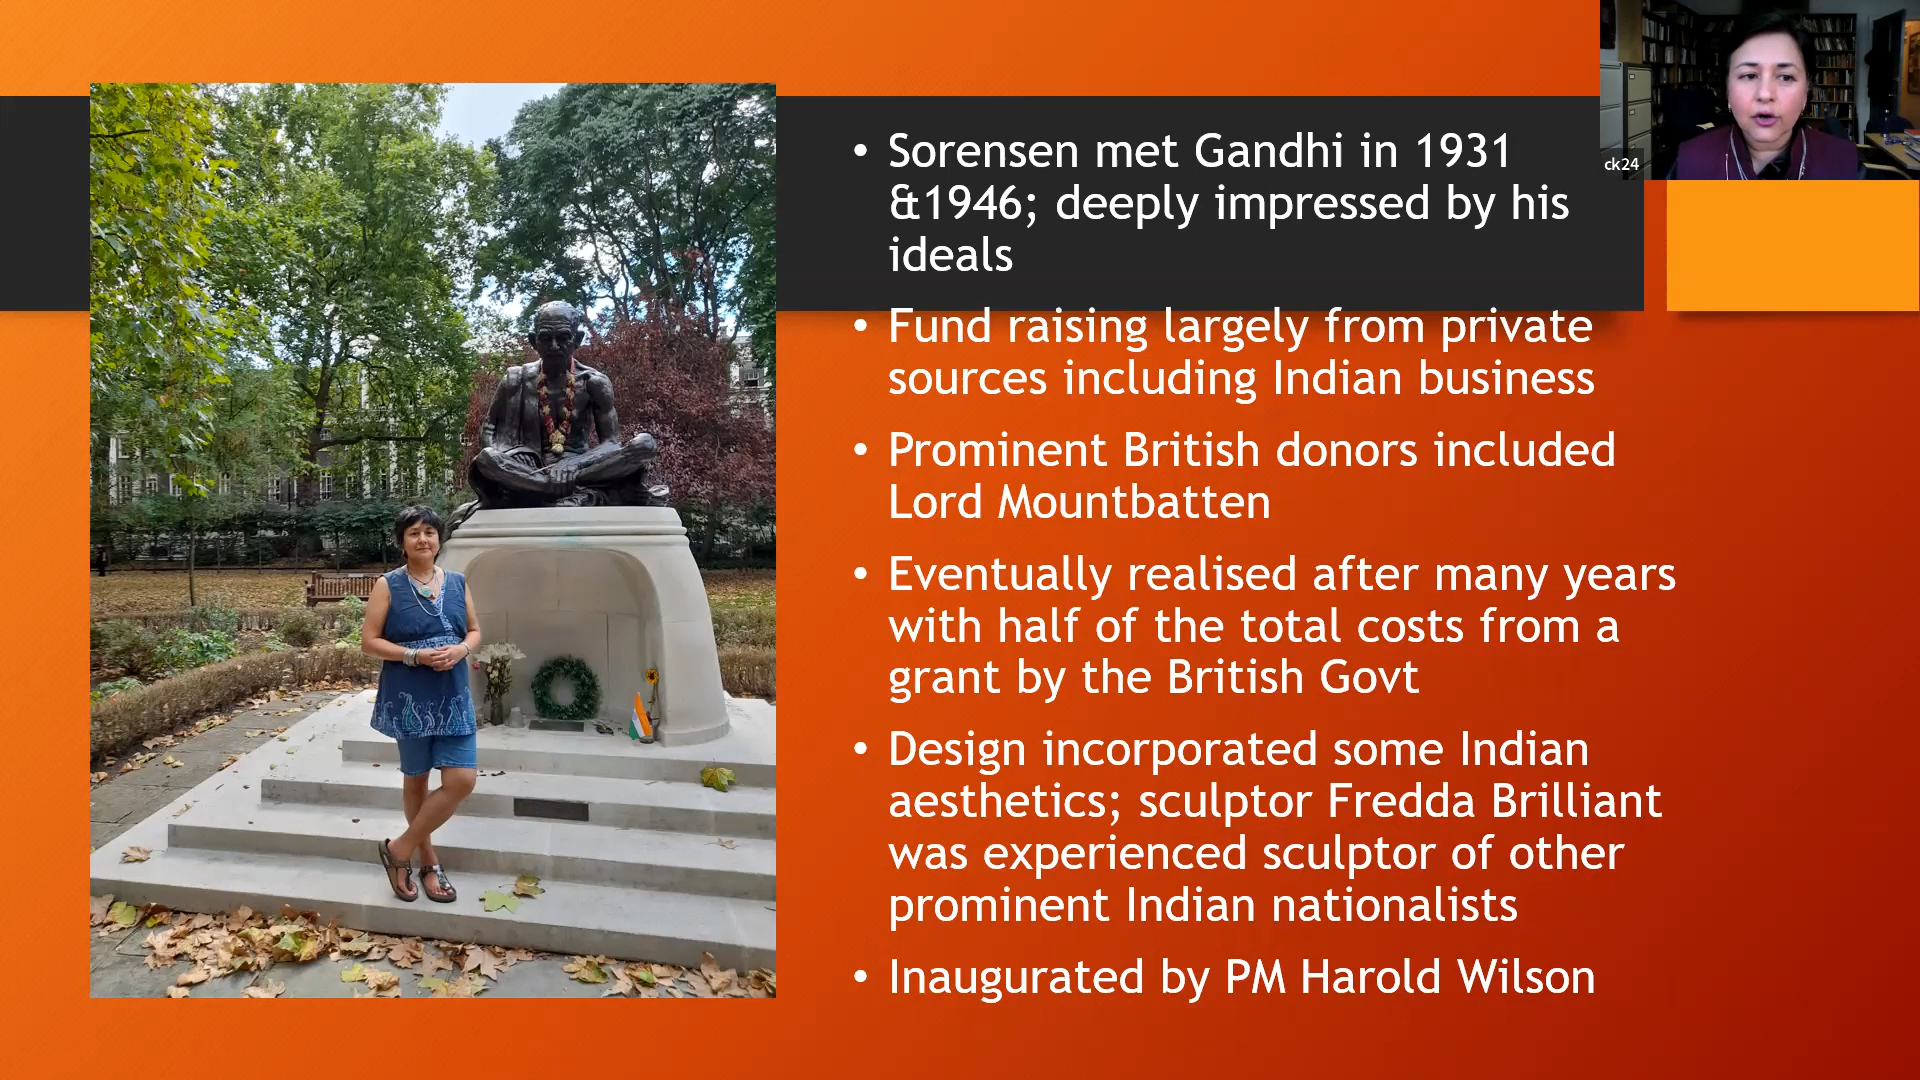 • Sorensen met Gandhi in 1931
&1946; deeply impressed by his
ideals
• Fund raising largely from private
sources including Indian business
• Prominent British donors included
Lord Mountbatten
• Eventually realised after many years
with half of the total costs from a
grant by the British Govt
• Design incorporated some Indian
aesthetics; sculptor Fredda Brilliant
was experienced sculptor of other
prominent Indian nationalists
• Inaugurated by PM Harold Wilson
ck24